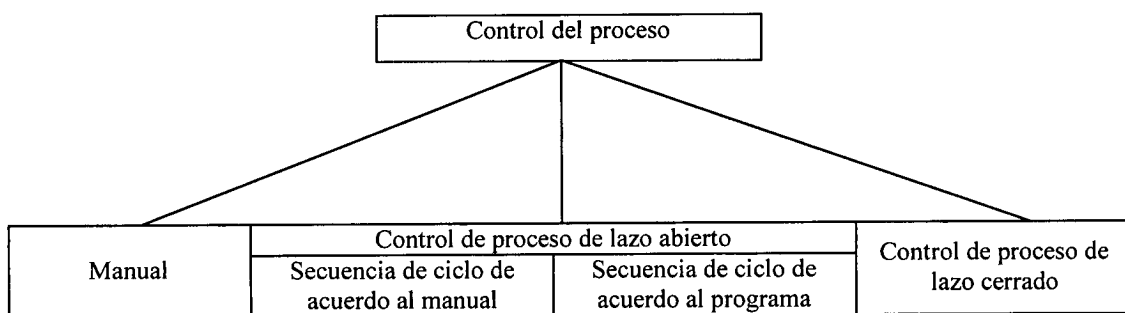 Control del proceso
Manual
Control de proceso de lazo abierto
Secuencia de ciclo de
acuerdo al manual
Secuencia de ciclo de
acuerdo al programa
Control de proceso de
lazo cerrado